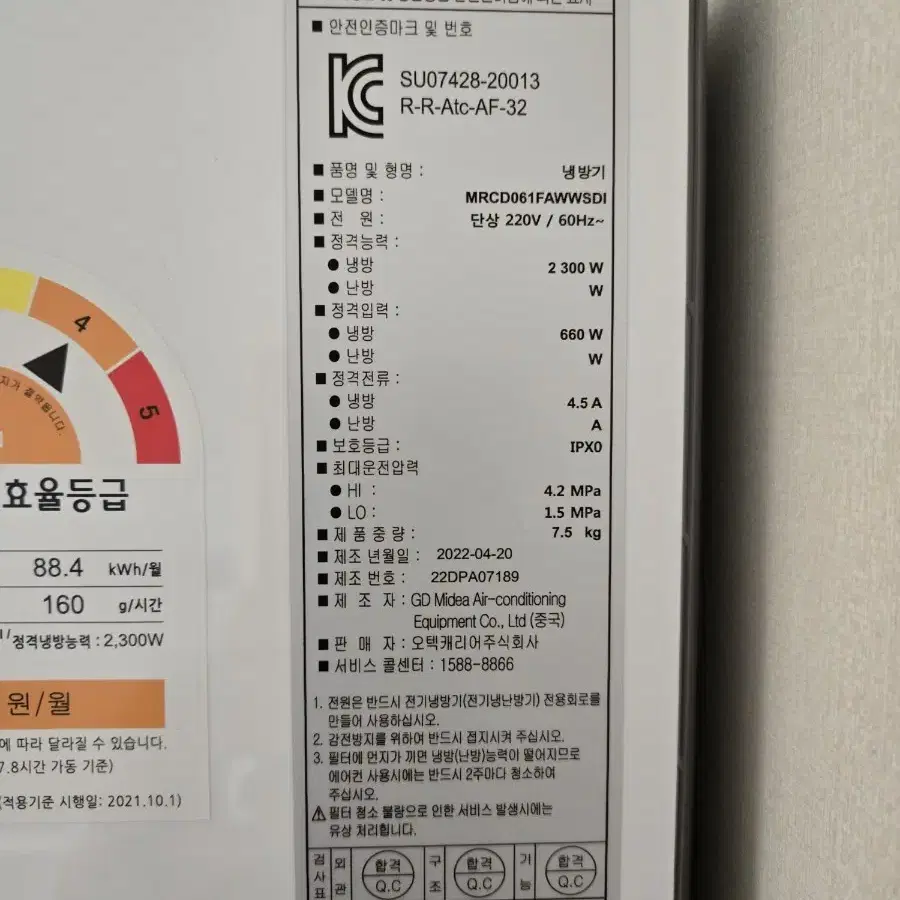 ■ 안전인증마크 및 번호
SU07428-20013
R-R-Atc-AF-32
■ 품명 및 형명 : 냉방기
■ 모델명 : MRCD061FAWWSDI
■ 전 원 : 단상 220V / 60Hz~
■ 정격능력 :
● 냉방 2 300 W
● 난방 W
■ 정격입력 :
● 냉방 660 W
● 난방 W
■ 정격전류 :
● 냉방 4.5 A
● 난방 A
■ 보호등급 : IPX0
■ 최대운전압력
● HI : 4.2 MPa
● LO : 1.5 MPa
■ 제 품 중 량 : 7.5 kg
■ 제조 년월일 : 2022-04-20
■ 제조 번호 : 22DPA07189
■ 제 조 자 : GD Midea Air-conditioning
Equipment Co., Ltd (중국)
■ 판 매 자 : 오텍캐리어주식회사
■ 서비스 콜센터 : 1588-8866
1. 전원은 반드시 전기냉방기(전기냉난방기) 전용회로를
만들어 사용하십시오.
2. 감전방지를 위하여 반드시 접지시켜 주십시오.
3. 필터에 먼지가 끼면 냉방(난방)능력이 떨어지므로
에어컨 사용시에는 반드시 2주마다 청소하여
주십시오.
⚠필터 청소 불량으로 인한 서비스 발생시에는
유상 처리됩니다.
검사표 외관 합격 Q.C 구조 합격 Q.C 기능 합격 Q.C
4
5
지가 절약됩니다.
효율등급
88.4 kWh/월
160 g/시간
정격냉방능력 : 2,300W
원/월
에 따라 달라질 수 있습니다.
7.8시간 가동 기준)
(적용기준 시행일: 2021.10.1)